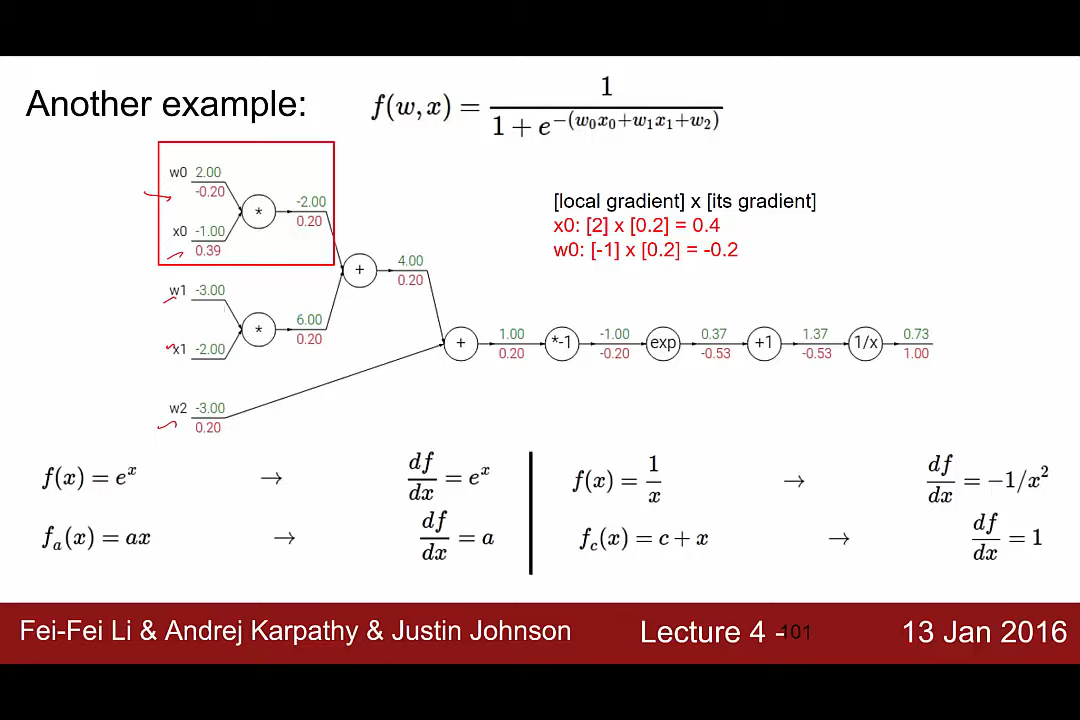 Another example:
f(w, x) = 1 / (1 + e^{-(w_0x_0+w_1x_1+w_2)})
w0 2.00
-0.20
*
-2.00
0.20
x0 -1.00
0.39
[local gradient] x [its gradient]
x0: [2] x [0.2] = 0.4
w0: [-1] x [0.2] = -0.2
+
4.00
0.20
w1 -3.00
*
6.00
0.20
x1 -2.00
+
1.00
0.20
*-1
-1.00
-0.20
exp
0.37
-0.53
+1
1.37
-0.53
1/x
0.73
1.00
w2 -3.00
0.20
f(x) = e^x → df/dx = e^x
f_a(x) = ax → df/dx = a
f(x) = 1/x → df/dx = −1/x^2
f_c(x) = c + x → df/dx = 1
Fei-Fei Li & Andrej Karpathy & Justin Johnson
Lecture 4 - 101
13 Jan 2016